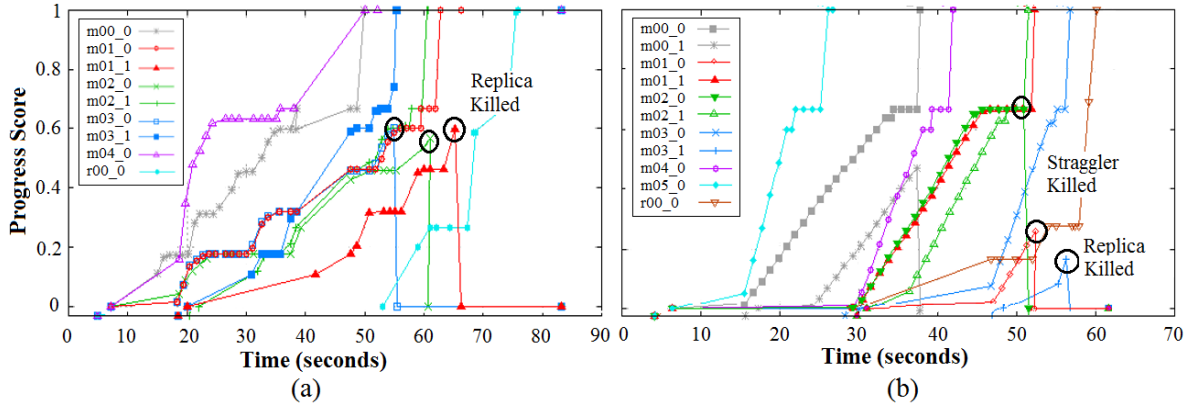 Progress Score
1
0.8
0.6
0.4
0.2
0
m00_0
m01_0
m01_1
m02_0
m02_1
m03_0
m03_1
m04_0
r00_0
Replica
Killed
0 10 20 30 40 50 60 70 80 90
Time (seconds)
(a)
1
0.8
0.6
0.4
0.2
0
m00_0
m00_1
m01_0
m01_1
m02_0
m02_1
m03_0
m03_1
m04_0
m05_0
r00_0
Straggler
Killed
Replica
Killed
0 10 20 30 40 50 60 70
Time (seconds)
(b)